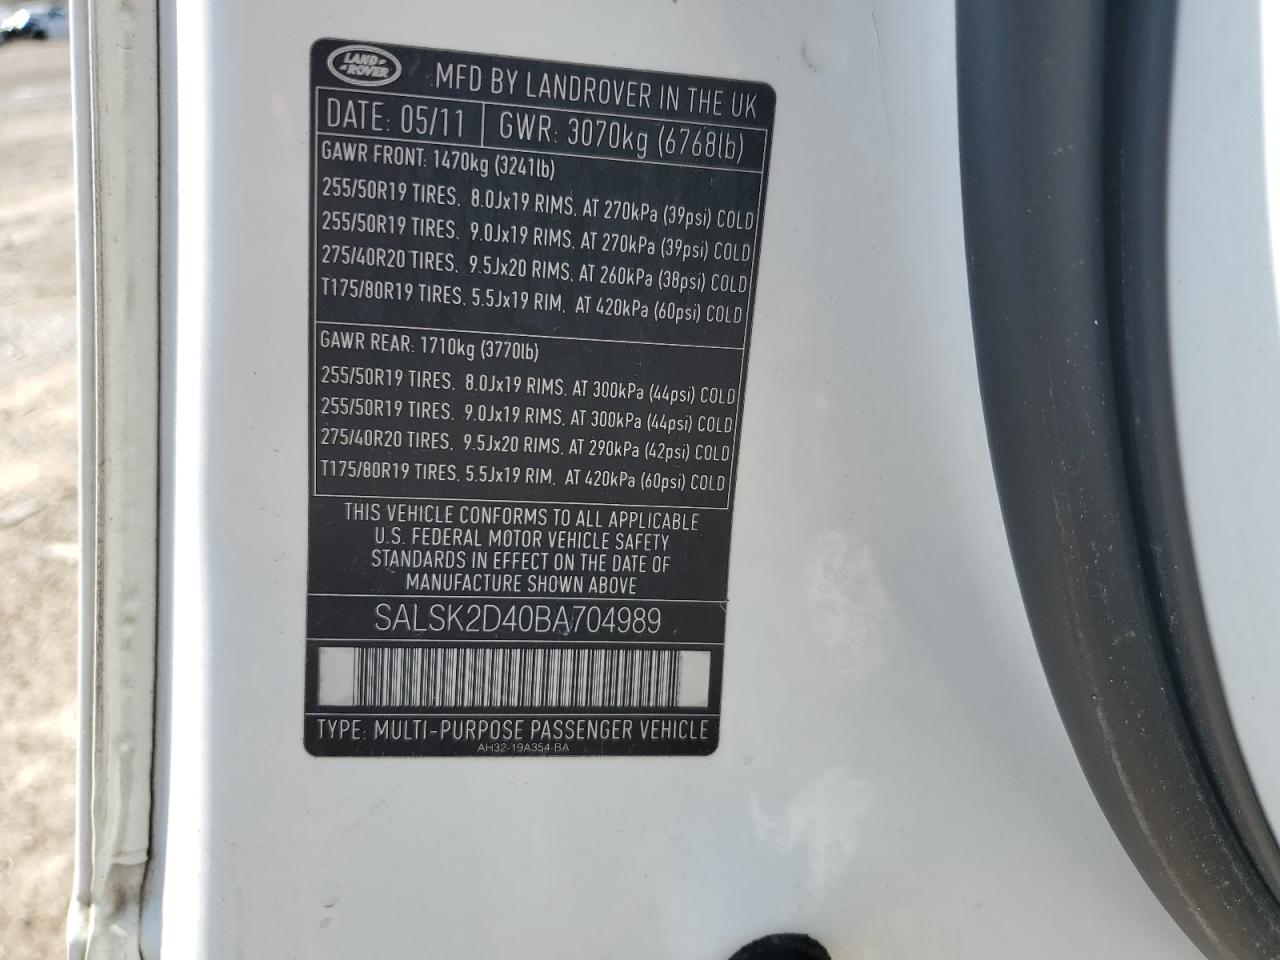 LAND
ROVER
MFD BY LANDROVER IN THE UK
DATE: 05/11 GWR: 3070kg (6768lb)
GAWR FRONT: 1470kg (3241lb)
255/50R19 TIRES. 8.0Jx19 RIMS. AT 270kPa (39psi) COLD
255/50R19 TIRES. 9.0Jx19 RIMS. AT 270kPa (39psi) COLD
275/40R20 TIRES. 9.5Jx20 RIMS. AT 260kPa (38psi) COLD
T175/80R19 TIRES. 5.5Jx19 RIM. AT 420kPa (60psi) COLD
GAWR REAR: 1710kg (3770lb)
255/50R19 TIRES. 8.0Jx19 RIMS. AT 300kPa (44psi) COLD
255/50R19 TIRES. 9.0Jx19 RIMS. AT 300kPa (44psi) COLD
275/40R20 TIRES. 9.5Jx20 RIMS. AT 290kPa (42psi) COLD
T175/80R19 TIRES. 5.5Jx19 RIM. AT 420kPa (60psi) COLD
THIS VEHICLE CONFORMS TO ALL APPLICABLE
U.S. FEDERAL MOTOR VEHICLE SAFETY
STANDARDS IN EFFECT ON THE DATE OF
MANUFACTURE SHOWN ABOVE
SALSK2D40BA704989
TYPE: MULTI-PURPOSE PASSENGER VEHICLE
AH32-19A354-BA